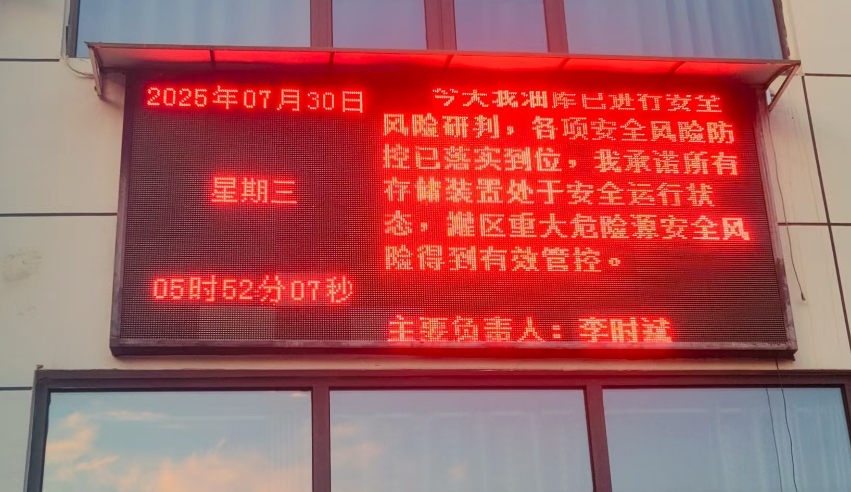 2025年07月30日
星期三
05时52分07秒
今天我油库已进行安全
风险研判，各项安全风险防
控已落实到位，我承诺所有
存储装置处于安全运行状
态，罐区重大危险源安全风
险得到有效管控。
主要负责人：李时斌